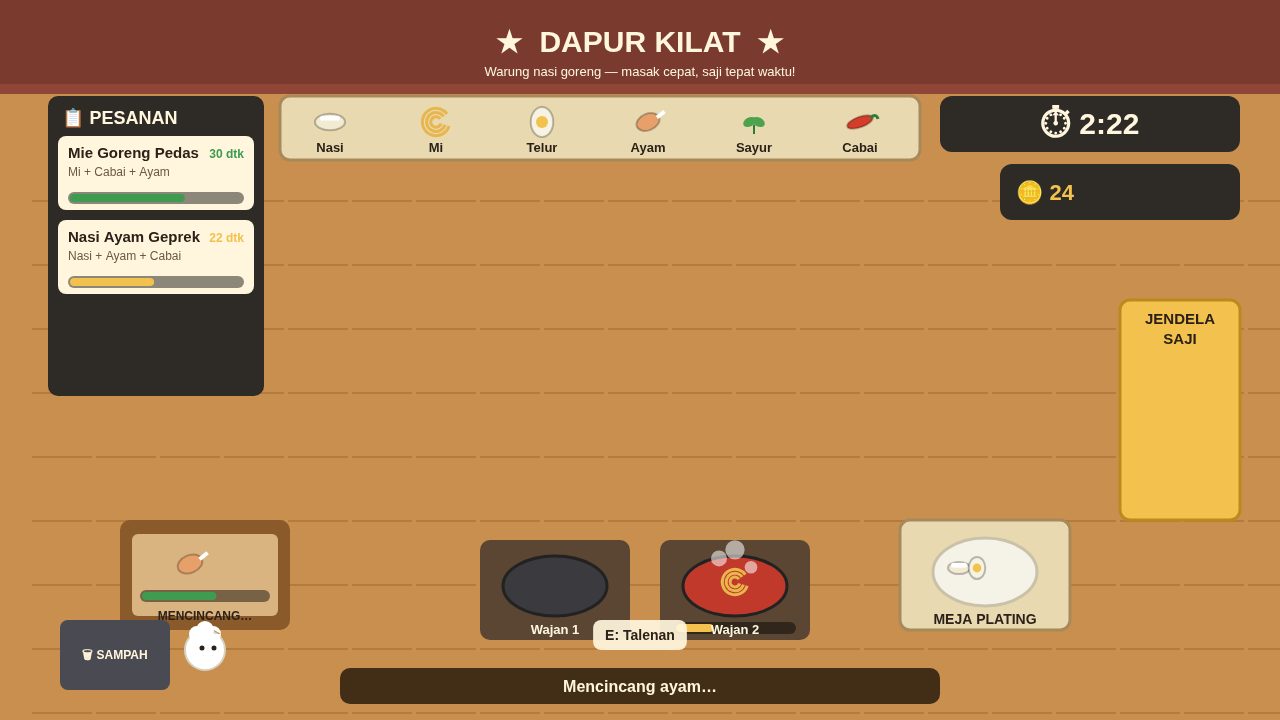 ★ DAPUR KILAT ★
Warung nasi goreng — masak cepat, saji tepat waktu!
📋 PESANAN
Mie Goreng Pedas 30 dtk
Mi + Cabai + Ayam
Nasi Ayam Geprek 22 dtk
Nasi + Ayam + Cabai
Nasi
Mi
Telur
Ayam
Sayur
Cabai
2:22
24
JENDELA
SAJI
MENCINCANG...
SAMPAH
Wajan 1
Wajan 2
E: Talenan
MEJA PLATING
Mencincang ayam...